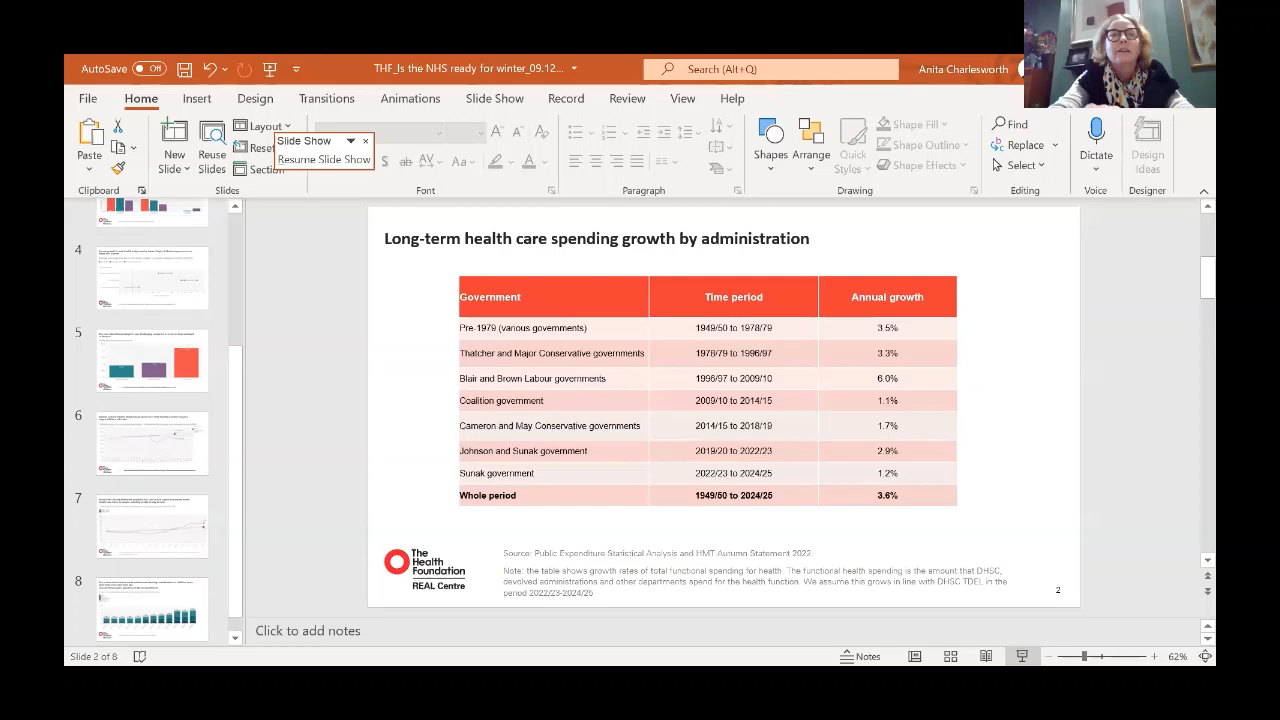 AutoSave Off
THF_Is the NHS ready for winter_09.12...
Search (Alt+Q)
Anita Charlesworth
File Home Insert Design Transitions Animations Slide Show Record Review View Help
Paste
New Slide
Reuse Slides
Layout
Reset
Section
Slide Show
Resume Slide Show
Shapes
Arrange
Quick Styles
Shape Fill
Shape Outline
Shape Effects
Find
Replace
Select
Dictate
Design Ideas
Clipboard Slides Font Paragraph Drawing Editing Voice Designer
4
5
6
7
8
Long-term health care spending growth by administration
Government Time period Annual growth
Pre-1979 (various governments) 1949/50 to 1978/79 3.5%
Thatcher and Major Conservative governments 1978/79 to 1996/97 3.3%
Blair and Brown Labour governments 1996/97 to 2009/10 6.0%
Coalition government 2009/10 to 2014/15 1.1%
Cameron and May Conservative governments 2014/15 to 2018/19 1.7%
Johnson and Sunak government 2019/20 to 2022/23 2.9%
Sunak government 2022/23 to 2024/25 1.2%
Whole period 1949/50 to 2024/25 3.6%
The Health Foundation
REAL Centre
Source: Public Expenditure Statistical Analysis and HMT Autumn Statement 2022.
Note: the table shows growth rates of total functional spending for health. The functional health spending is the amount that DHSC,
devolved administrations and other departments spend for the health function. We assume it grows in line with DHSC TDEL in the
period 2022/23-2024/25
2
Click to add notes
Slide 2 of 8
Notes
62%